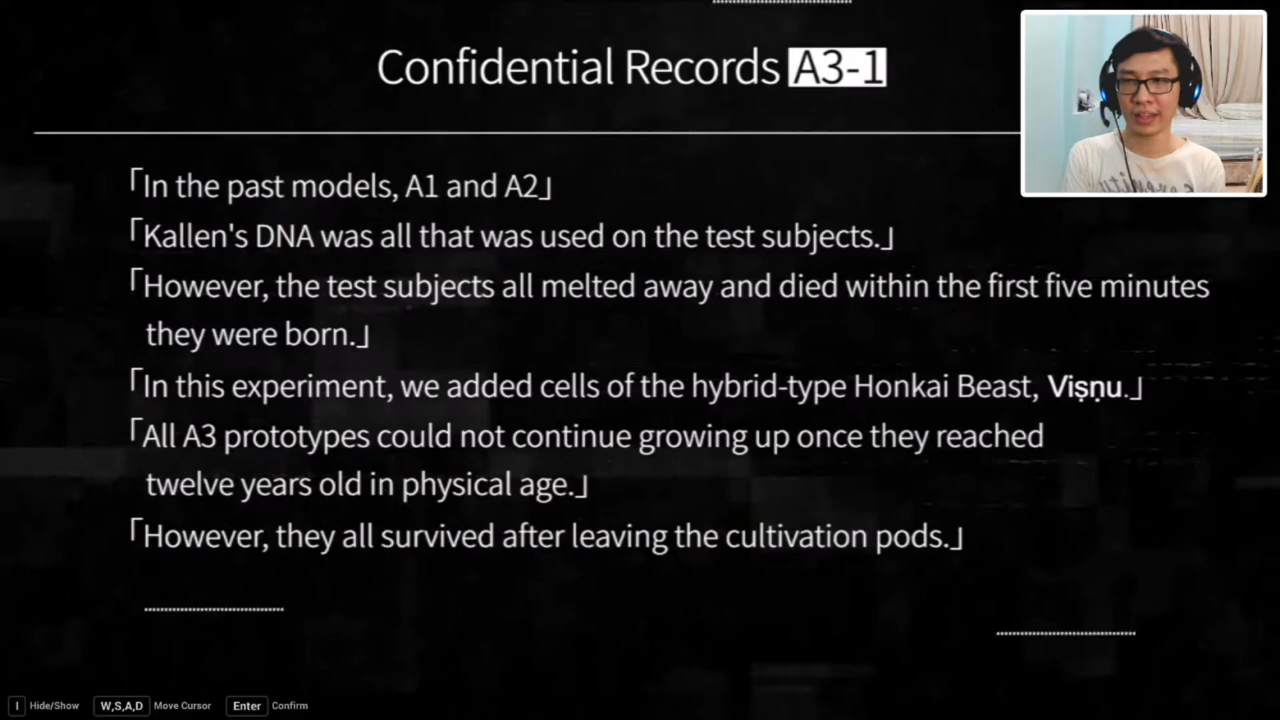 Confidential Records A3-1
「In the past models, A1 and A2」
「Kallen's DNA was all that was used on the test subjects.」
「However, the test subjects all melted away and died within the first five minutes
they were born.」
「In this experiment, we added cells of the hybrid-type Honkai Beast, Viṣṇu.」
「All A3 prototypes could not continue growing up once they reached
twelve years old in physical age.」
「However, they all survived after leaving the cultivation pods.」
I Hide/Show W,S,A,D Move Cursor Enter Confirm